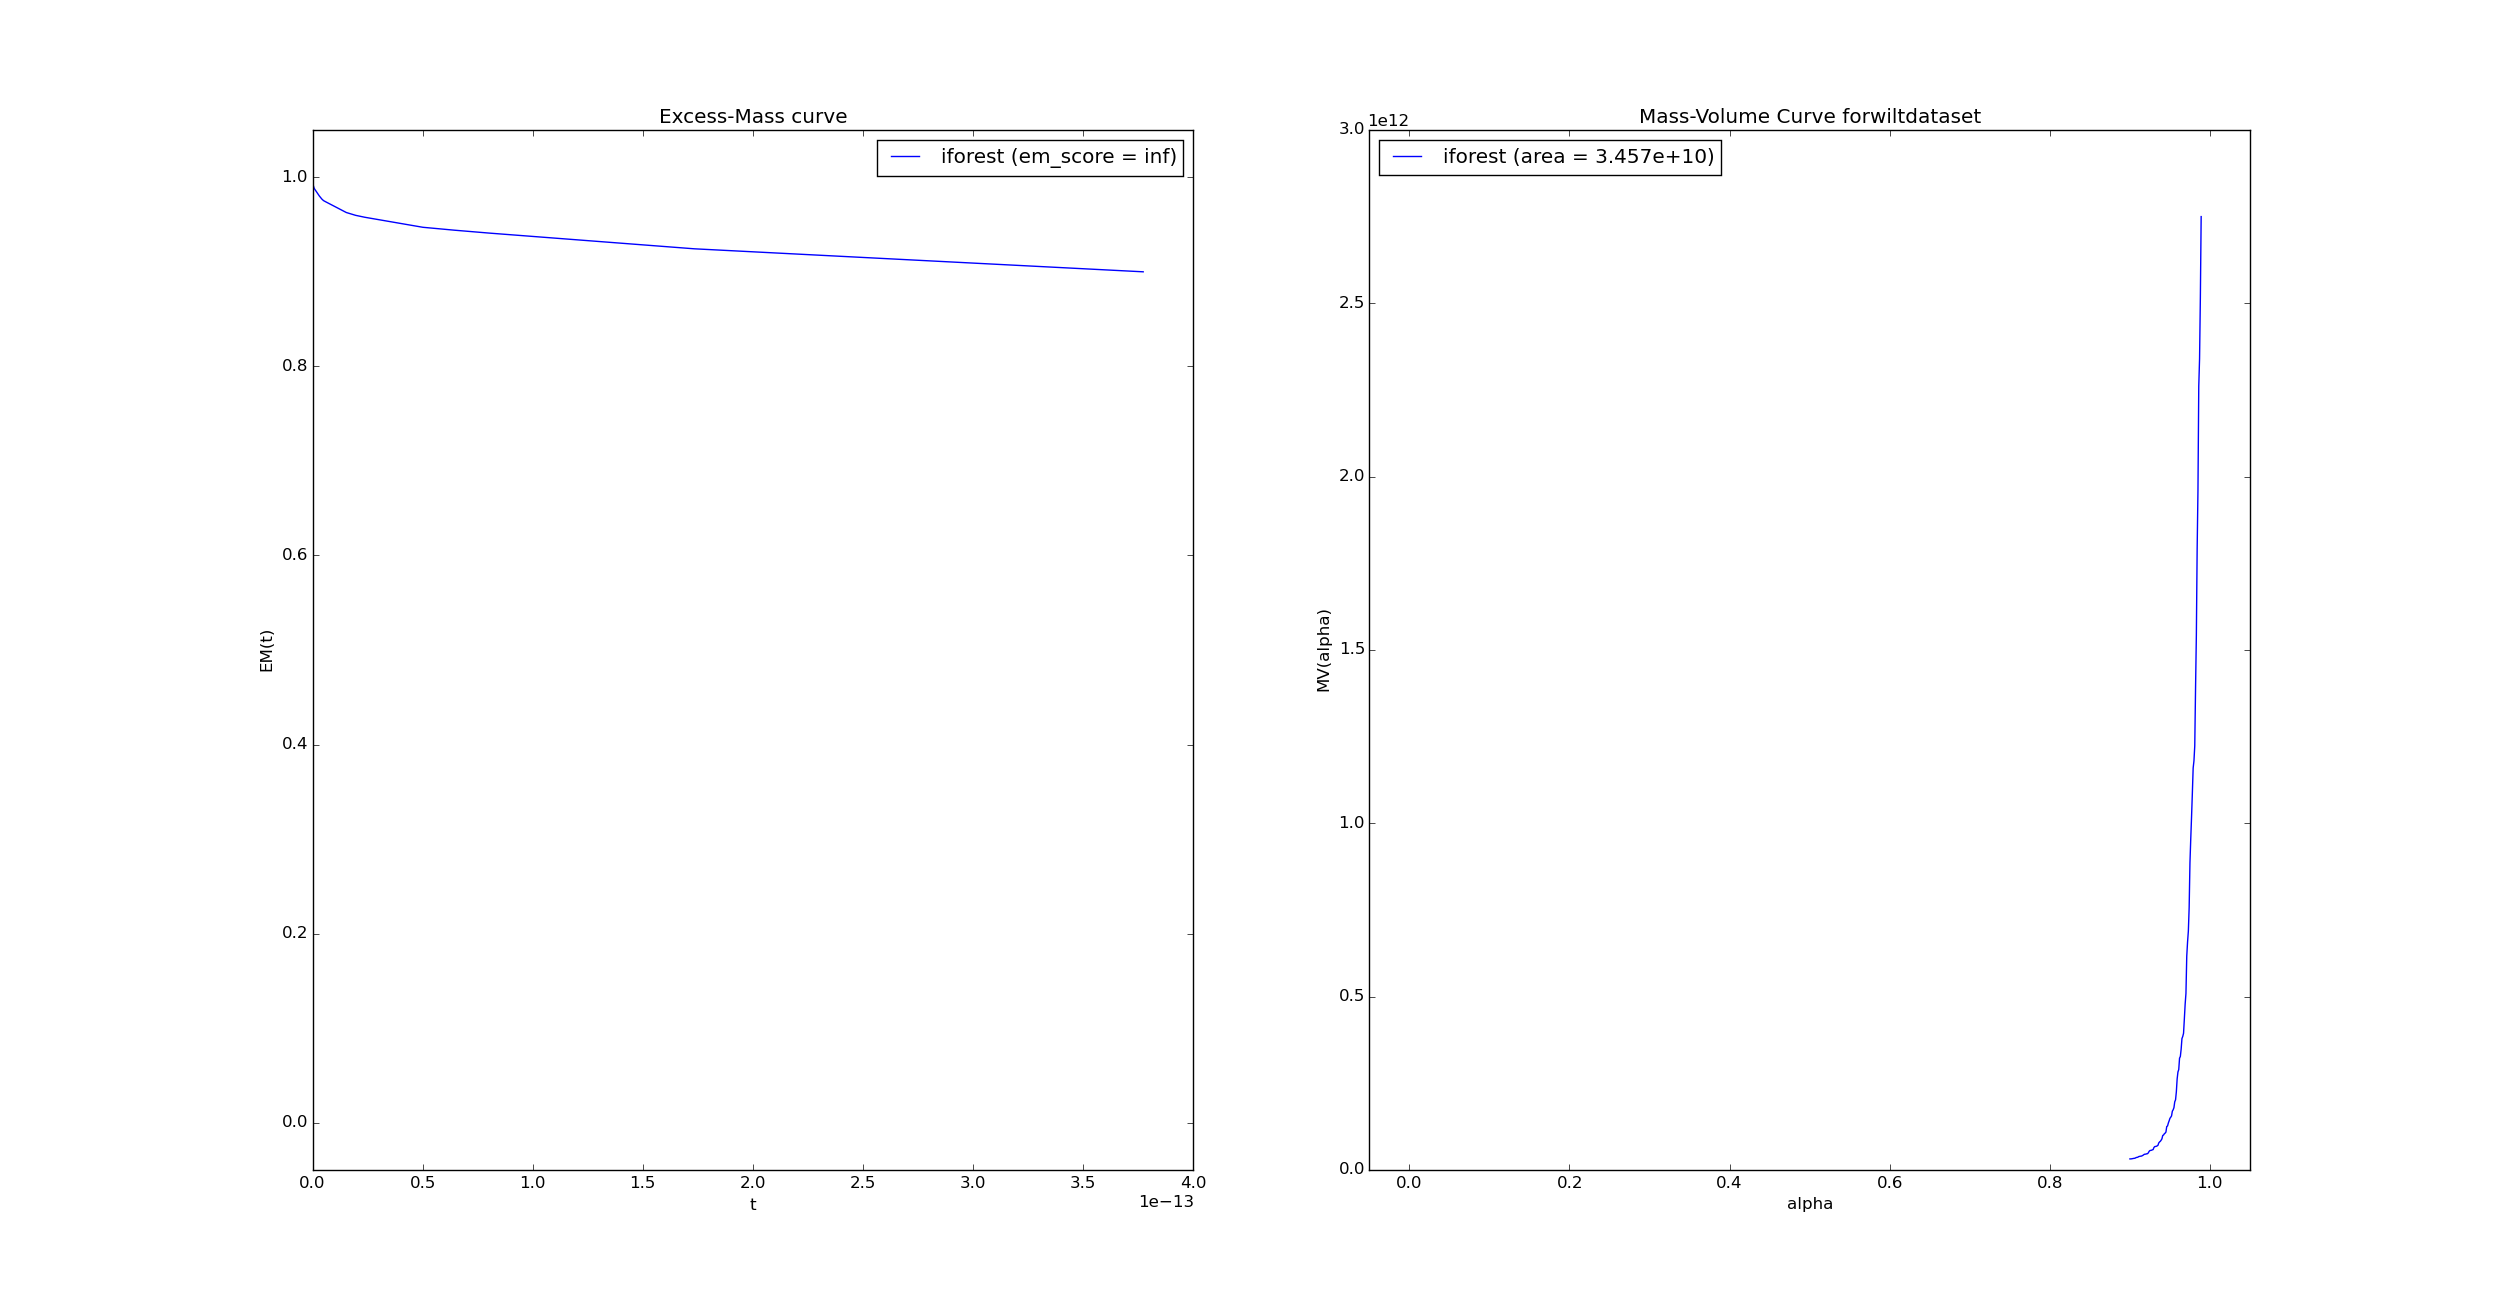 Excess-Mass curve
iforest (em_score = inf)
1.0
0.8
0.6
0.4
0.2
0.0
EM(t)
0.0 0.5 1.0 1.5 2.0 2.5 3.0 3.5 4.0
1e−13
t
Mass-Volume Curve forwiltdataset
1e12
iforest (area = 3.457e+10)
3.0
2.5
2.0
1.5
1.0
0.5
0.0
MV(alpha)
0.0 0.2 0.4 0.6 0.8 1.0
alpha